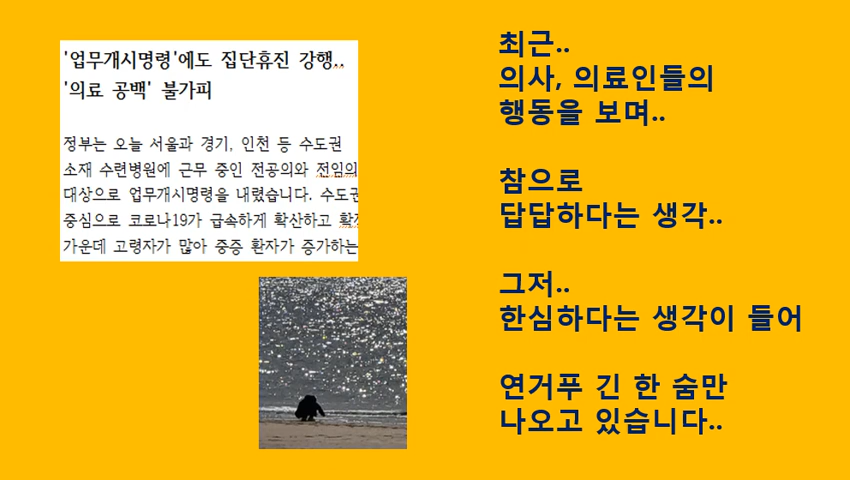 '업무개시명령'에도 집단휴진 강행..
'의료 공백' 불가피
정부는 오늘 서울과 경기, 인천 등 수도권
소재 수련병원에 근무 중인 전공의와 전임의
대상으로 업무개시명령을 내렸습니다. 수도권
중심으로 코로나19가 급속하게 확산하고
가운데 고령자가 많아 중증 환자가 증가하는
최근..
의사, 의료인들의
행동을 보며..
참으로
답답하다는 생각..
그저..
한심하다는 생각이 들어
연거푸 긴 한 숨만
나오고 있습니다..